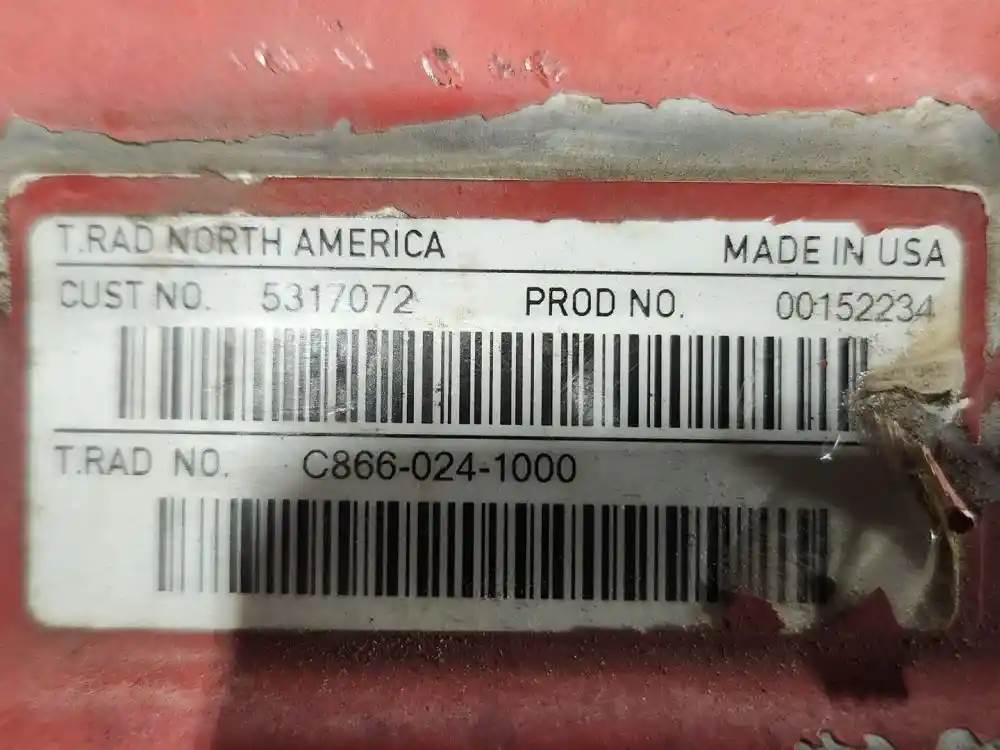 T.RAD NORTH AMERICA MADE IN USA
CUST NO. 5317072 PROD NO. 00152234
T.RAD NO. C866-024-1000